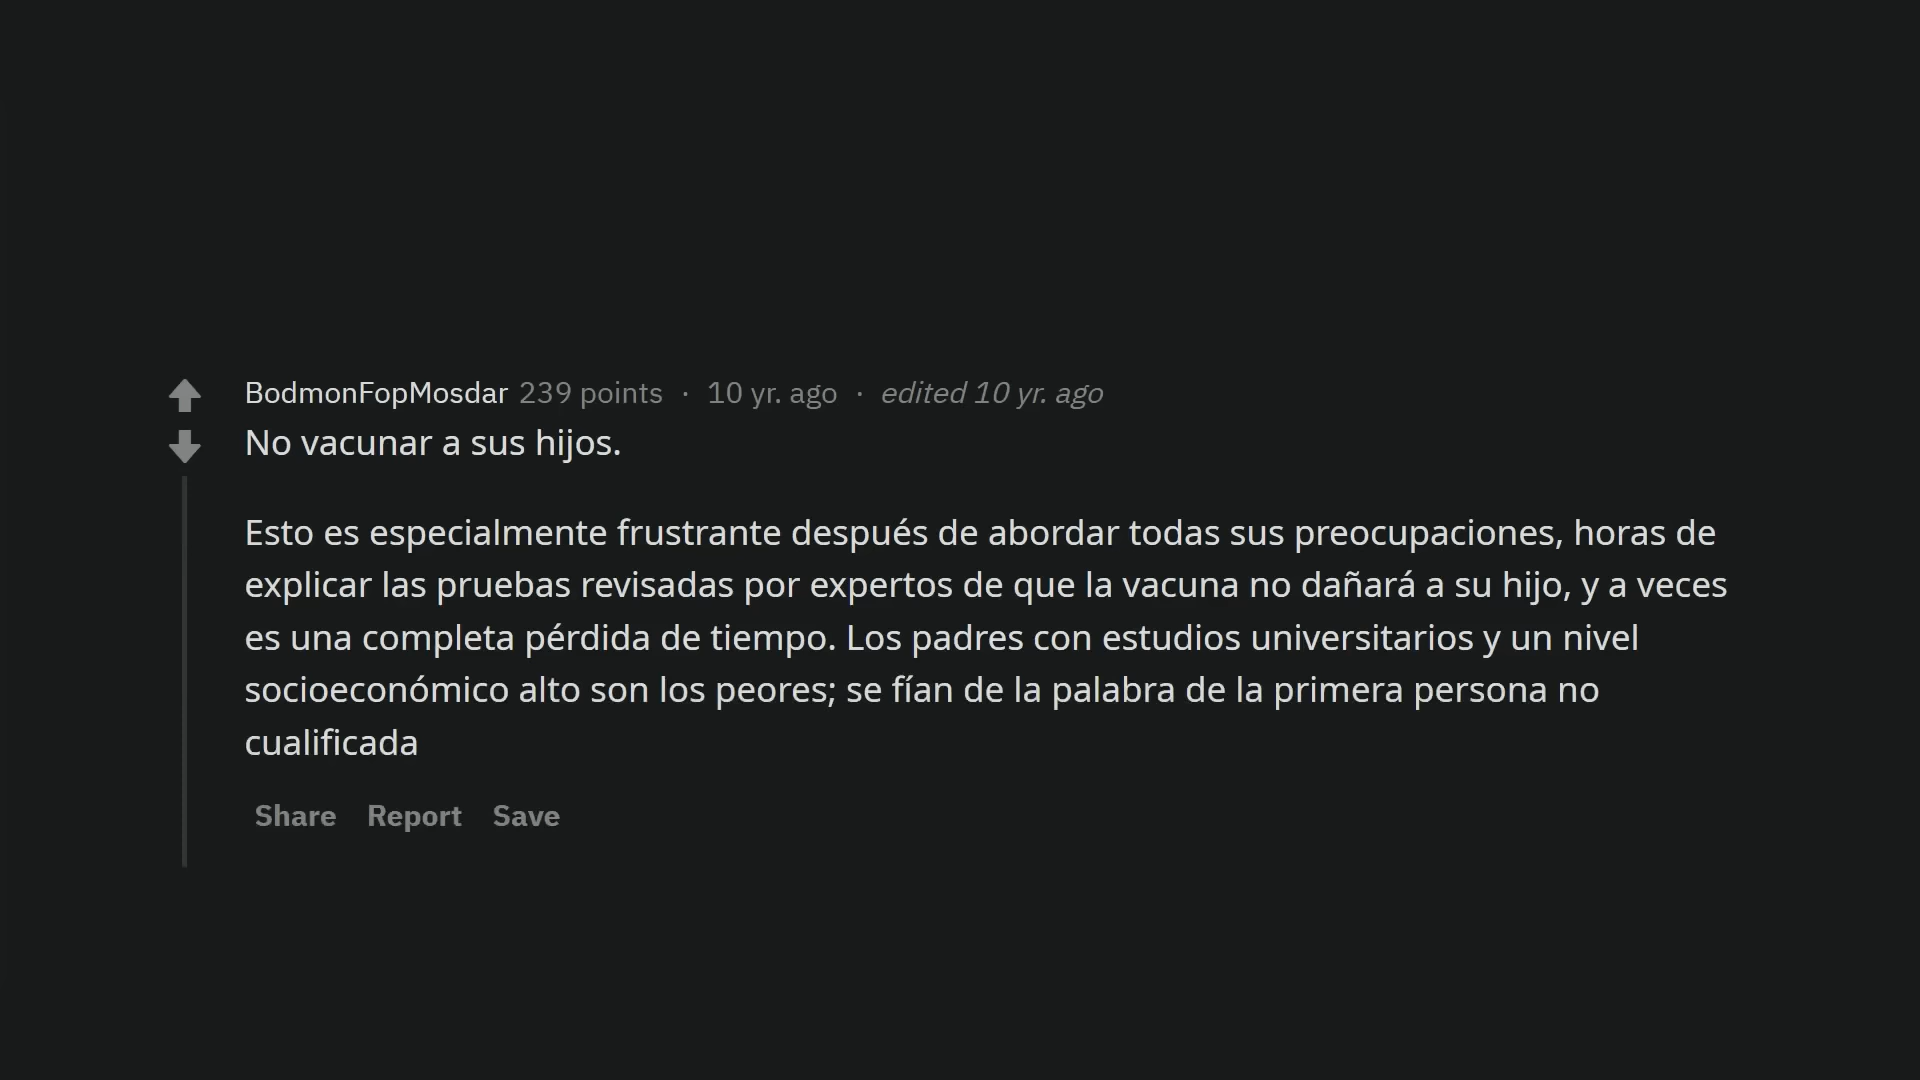 BodmonFopMosdar 239 points · 10 yr. ago · edited 10 yr. ago
No vacunar a sus hijos.
Esto es especialmente frustrante después de abordar todas sus preocupaciones, horas de
explicar las pruebas revisadas por expertos de que la vacuna no dañará a su hijo, y a veces
es una completa pérdida de tiempo. Los padres con estudios universitarios y un nivel
socioeconómico alto son los peores; se fían de la palabra de la primera persona no
cualificada
Share Report Save